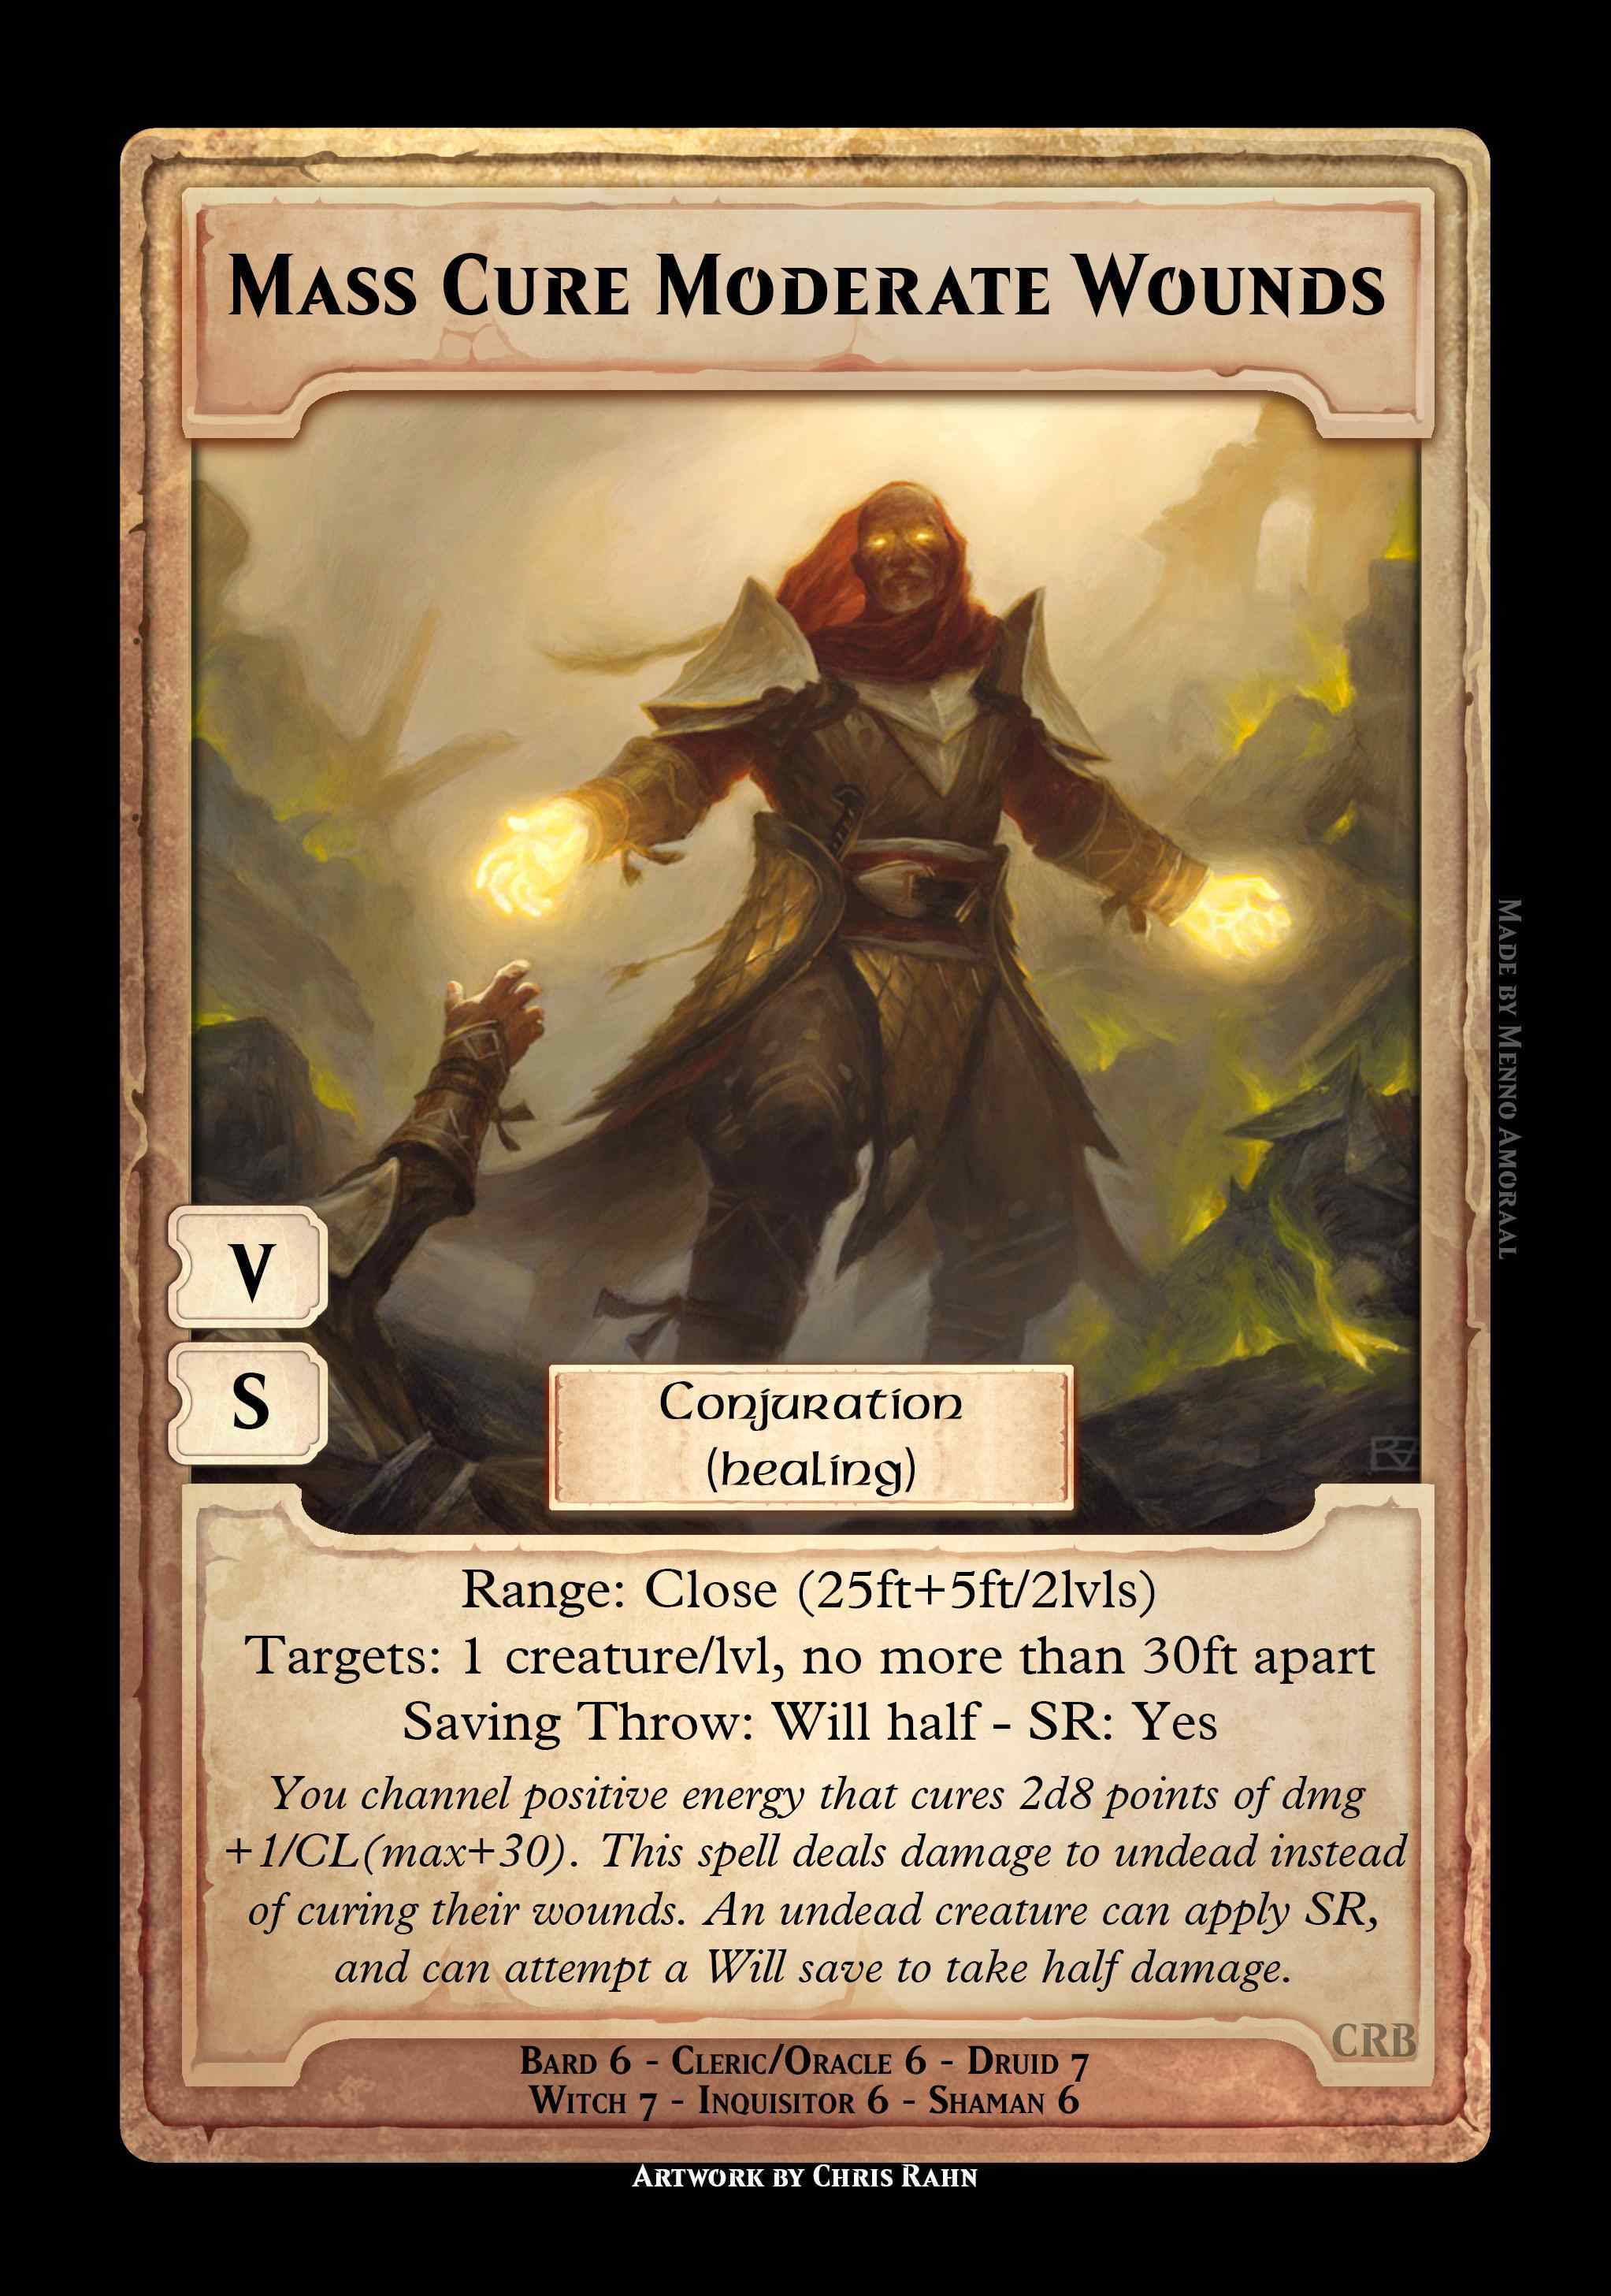 Mass Cure Moderate Wounds
Made by Menno Amoraal
V
S
Conjuration
(healing)
Range: Close (25ft+5ft/2lvls)
Targets: 1 creature/lvl, no more than 30ft apart
Saving Throw: Will half - SR: Yes
You channel positive energy that cures 2d8 points of dmg
+1/CL(max+30). This spell deals damage to undead instead
of curing their wounds. An undead creature can apply SR,
and can attempt a Will save to take half damage.
CRB
Bard 6 - Cleric/Oracle 6 - Druid 7
Witch 7 - Inquisitor 6 - Shaman 6
Artwork by Chris Rahn